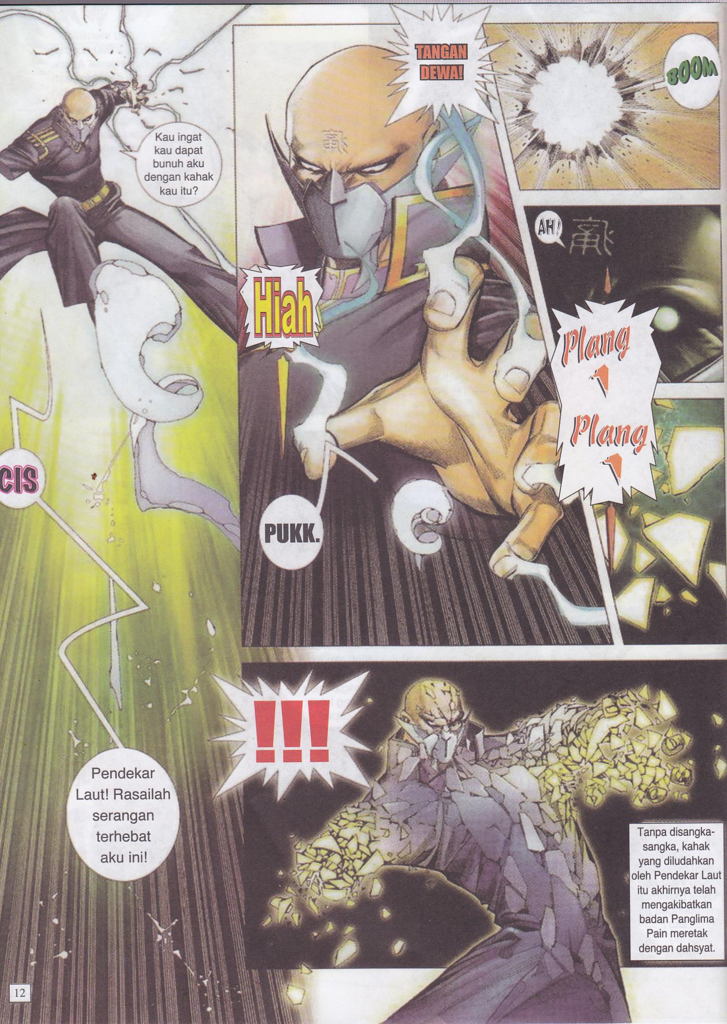 Kau ingat
kau dapat
bunuh aku
dengan kahak
kau itu?
CIS
Pendekar
Laut! Rasailah
serangan
terhebat
aku ini!
TANGAN
DEWA!
Hiah
PUKK.
BOOM
AH!
Plang
Plang
!!!
Tanpa disangka-
sangka, kahak
yang diludahkan
oleh Pendekar Laut
itu akhirnya telah
mengakibatkan
badan Panglima
Pain meretak
dengan dahsyat.
12